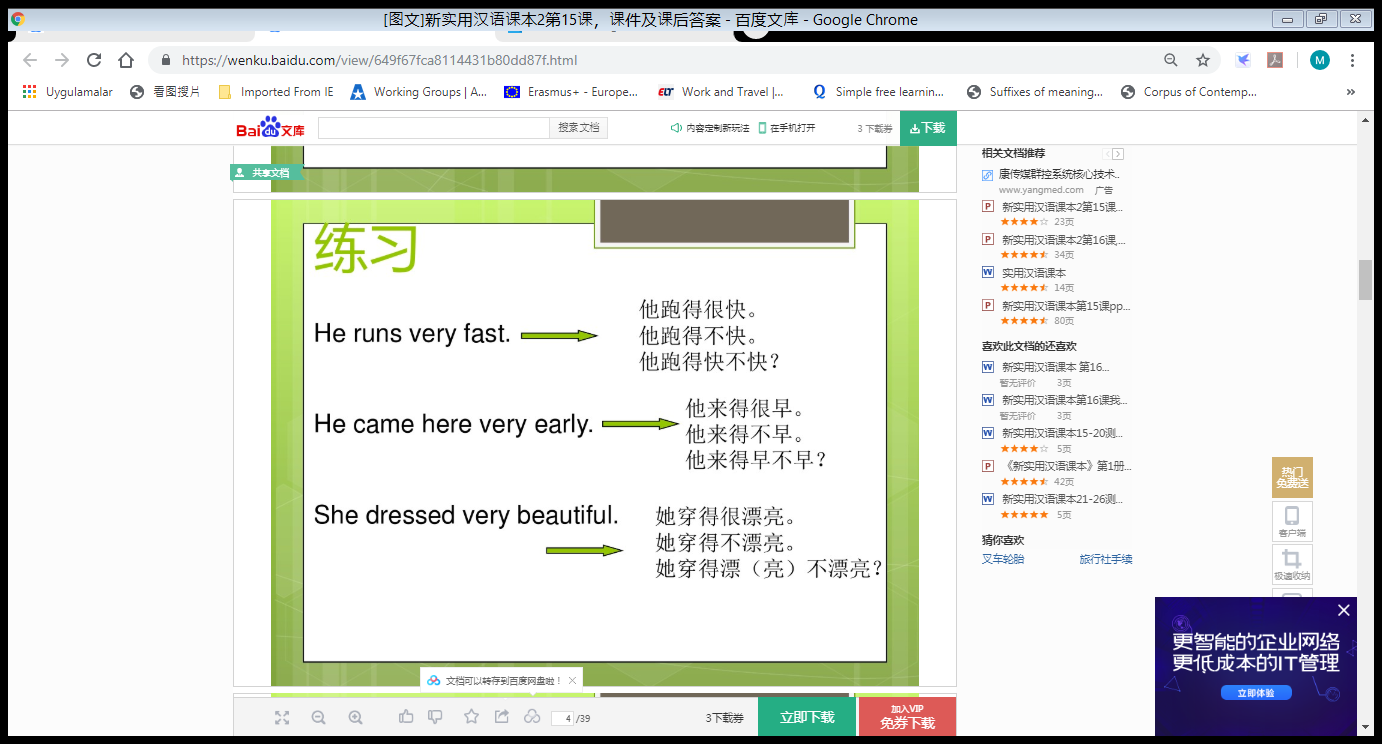 [图文]新实用汉语课本2第15课，课件及课后答案 - 百度文库 - Google Chrome
https://wenku.baidu.com/view/649f67fca8114431b80dd87f.html
M
Uygulamalar
看图搜片
Imported From IE
Working Groups | A...
Erasmus+ - Europe...
ELT
Work and Travel |...
Q
Simple free learnin...
Suffixes of meaning...
Corpus of Contemp...
»
Bai du 文库
搜索文档
内容定制新玩法
在手机打开
3 下载券
下载
共享文档
练习
He runs very fast.
他跑得很快。
他跑得不快。
他跑得快不快？
He came here very early.
他来得很早。
他来得不早。
他来得早不早？
She dressed very beautiful.
她穿得很漂亮。
她穿得不漂亮。
她穿得漂（亮）不漂亮？
文档可以转存到百度网盘啦！
4 /39
3下载券
立即下载
加入VIP
免券下载
相关文档推荐
康传媒群控系统核心技术..
www.yangmed.com 广告
P 新实用汉语课本2第15课...
23页
P 新实用汉语课本2第16课,...
34页
W 实用汉语课本
14页
P 新实用汉语课本第15课pp...
80页
喜欢此文档的还喜欢
W 新实用汉语课本 第16...
暂无评价 3页
W 新实用汉语课本第16课我...
暂无评价 3页
W 新实用汉语课本15-20测...
5页
P 《新实用汉语课本》第1册...
42页
W 新实用汉语课本21-26测...
5页
猜你喜欢
叉车轮胎
旅行社手续
热门
免费送
客户端
极速收纳
更智能的企业网络
更低成本的IT管理
立即体验